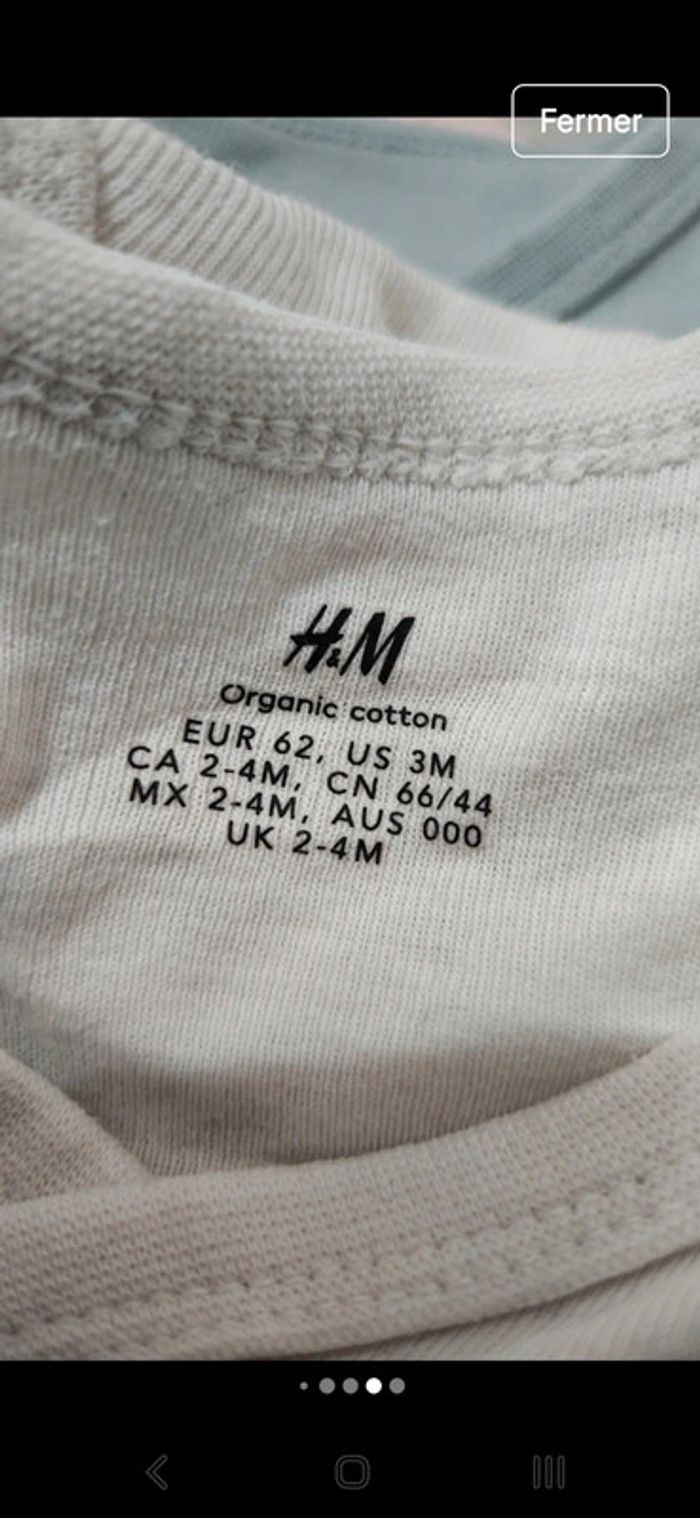 Fermer
H&M
Organic cotton
EUR 62, US 3M
CA 2-4M, CN 66/44
MX 2-4M, AUS 000
UK 2-4M